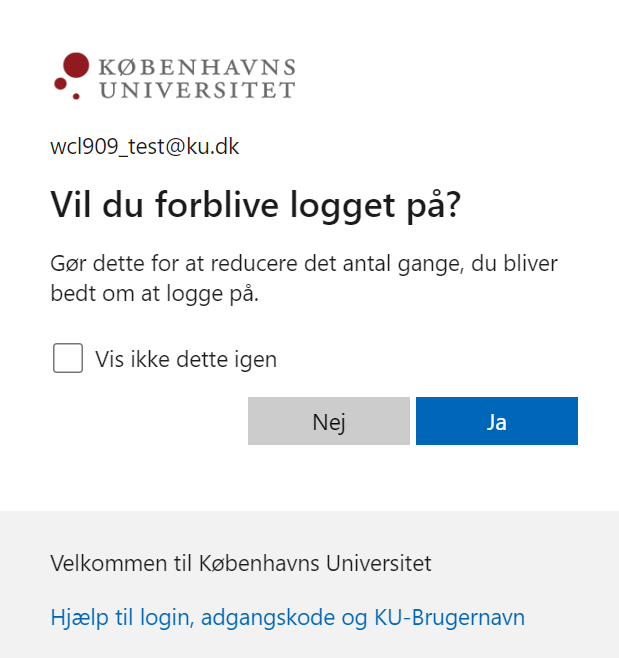 KØBENHAVNS
UNIVERSITET
wcl909_test@ku.dk
Vil du forblive logget på?
Gør dette for at reducere det antal gange, du bliver
bedt om at logge på.
Vis ikke dette igen
Nej
Ja
Velkommen til Københavns Universitet
Hjælp til login, adgangskode og KU-Brugernavn